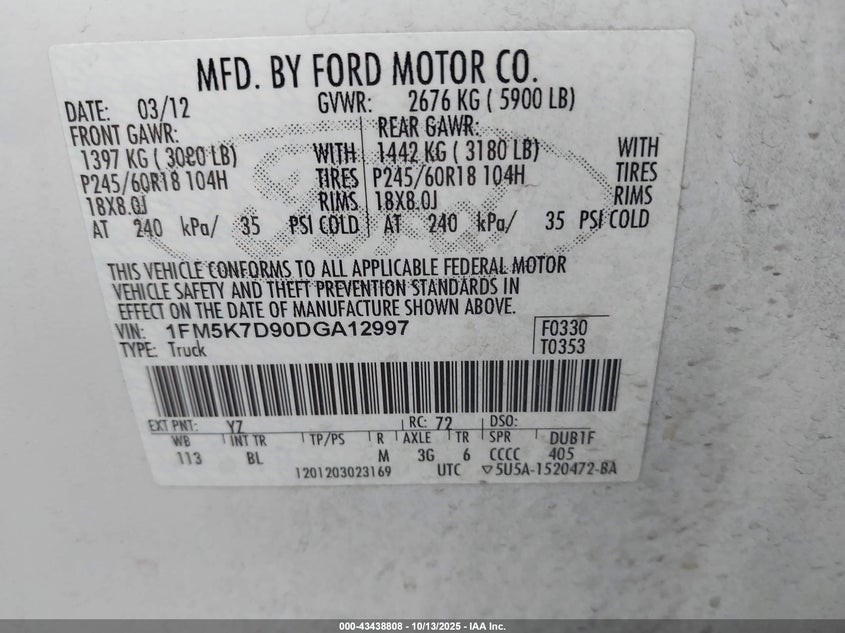 MFD. BY FORD MOTOR CO.
DATE: 03/12 GVWR: 2676 KG ( 5900 LB)
FRONT GAWR: REAR GAWR:
1397 KG ( 3080 LB) WITH 1442 KG ( 3180 LB) WITH
P245/60R18 104H TIRES P245/60R18 104H TIRES
18X8.0J RIMS 18X8.0J RIMS
AT 240 kPa/ 35 PSI COLD AT 240 kPa/ 35 PSI COLD
THIS VEHICLE CONFORMS TO ALL APPLICABLE FEDERAL MOTOR
VEHICLE SAFETY AND THEFT PREVENTION STANDARDS IN
EFFECT ON THE DATE OF MANUFACTURE SHOWN ABOVE.
VIN: 1FM5K7D90DGA12997 F0330
TYPE: Truck T0353
EXT PNT: YZ RC: 72 DSO:
WB INT TR TP/PS R AXLE TR SPR DUB1F
113 BL M 3G 6 CCCC 405
1201203023169 UTC ▽5U5A-1520472-BA
000-43438808 - 10/13/2025 - IAA Inc.